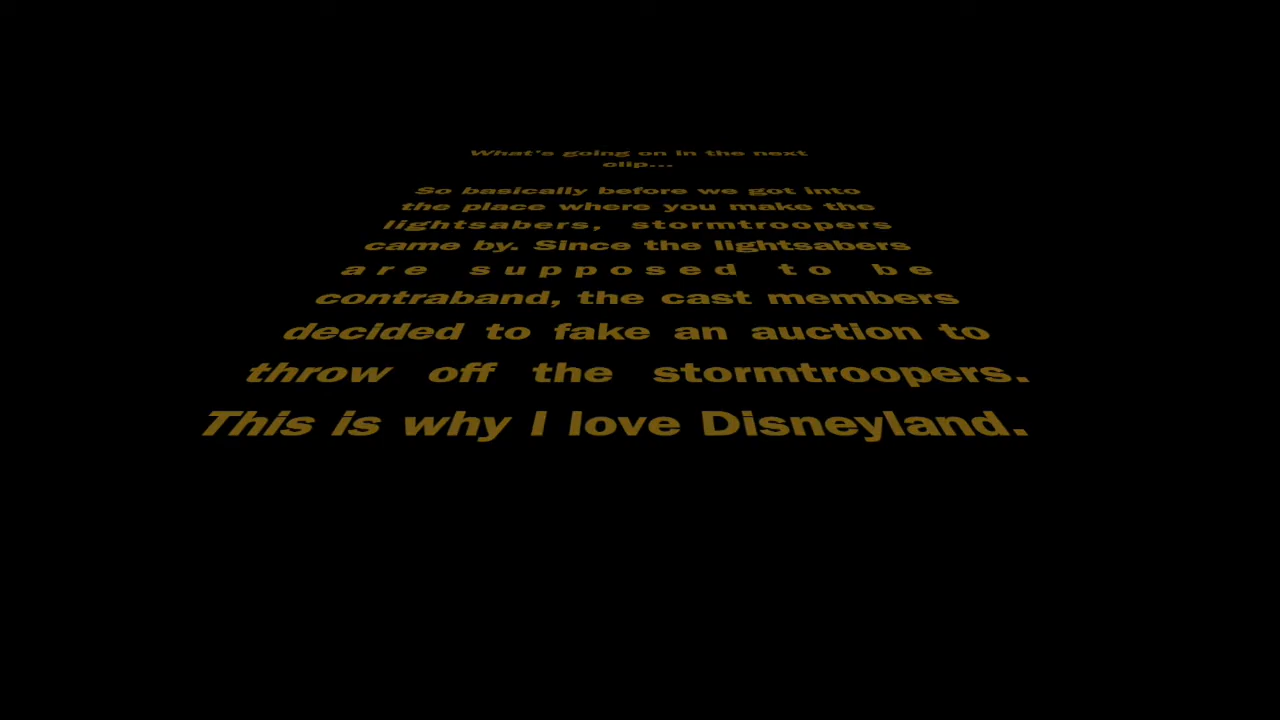 What's going on in the next
clip...
So basically before we got into
the place where you make the
lightsabers, stormtroopers
came by. Since the lightsabers
are supposed to be
contraband, the cast members
decided to fake an auction to
throw off the stormtroopers.
This is why I love Disneyland.